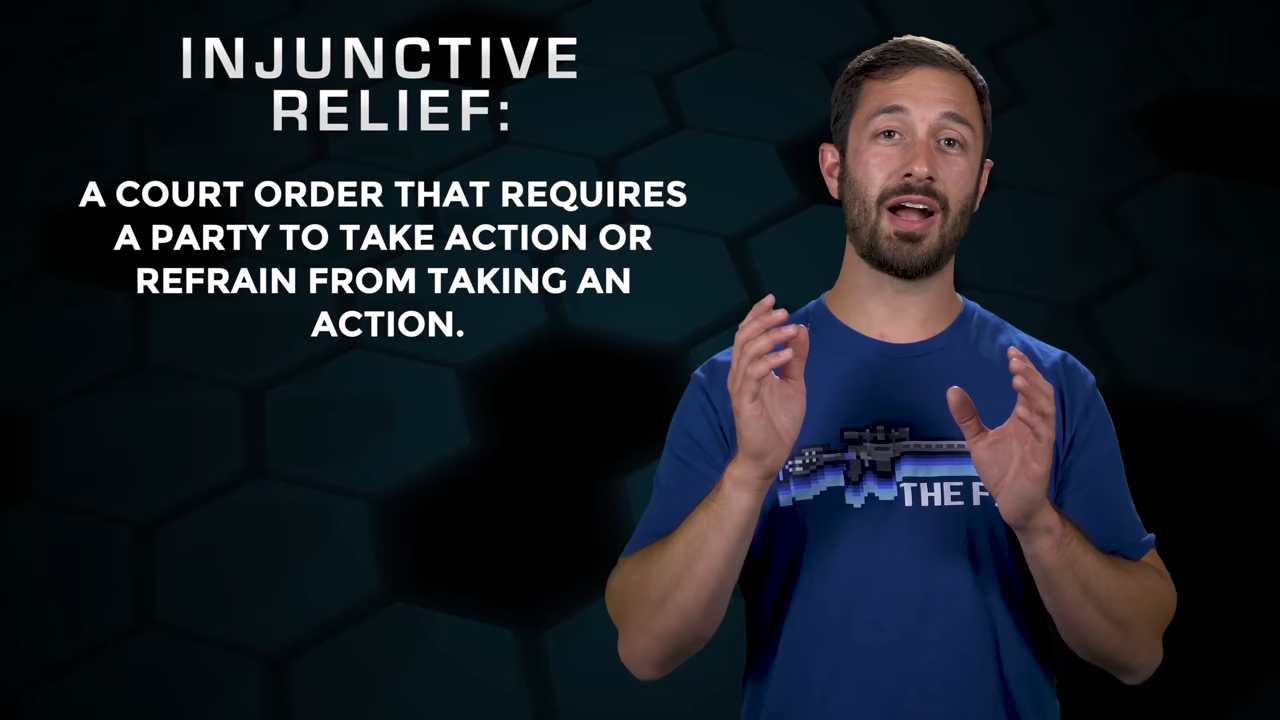 INJUNCTIVE
RELIEF:
A COURT ORDER THAT REQUIRES
A PARTY TO TAKE ACTION OR
REFRAIN FROM TAKING AN
ACTION.
THE